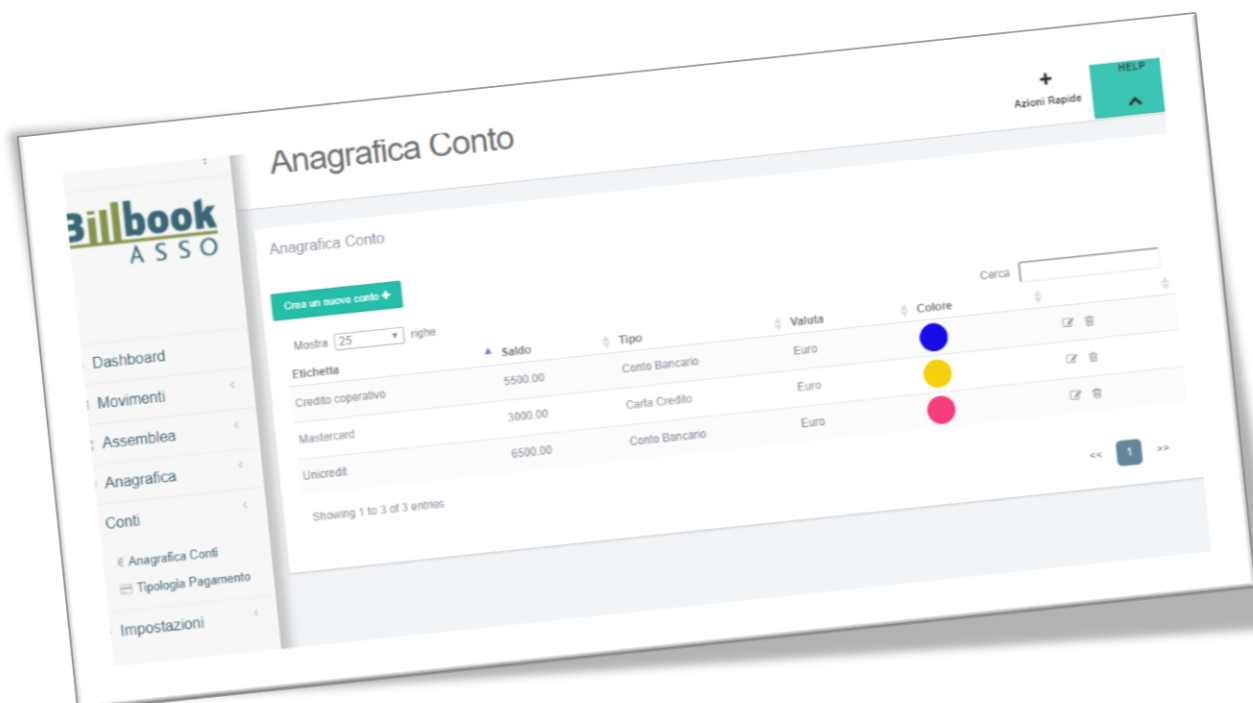 Anagrafica Conto
Azioni Rapide
HELP
Billbook
ASSO
Dashboard
Movimenti
Assemblea
Anagrafica
Conti
€ Anagrafica Conti
Tipologia Pagamento
Impostazioni
Anagrafica Conto
Crea un nuovo conto +
Mostra 25 righe
Cerca
Etichetta Saldo Tipo Valuta Colore
Credito coperativo 5500.00 Conto Bancario Euro
Mastercard 3000.00 Carta Credito Euro
Unicredit 6500.00 Conto Bancario Euro
Showing 1 to 3 of 3 entries
<< 1 >>